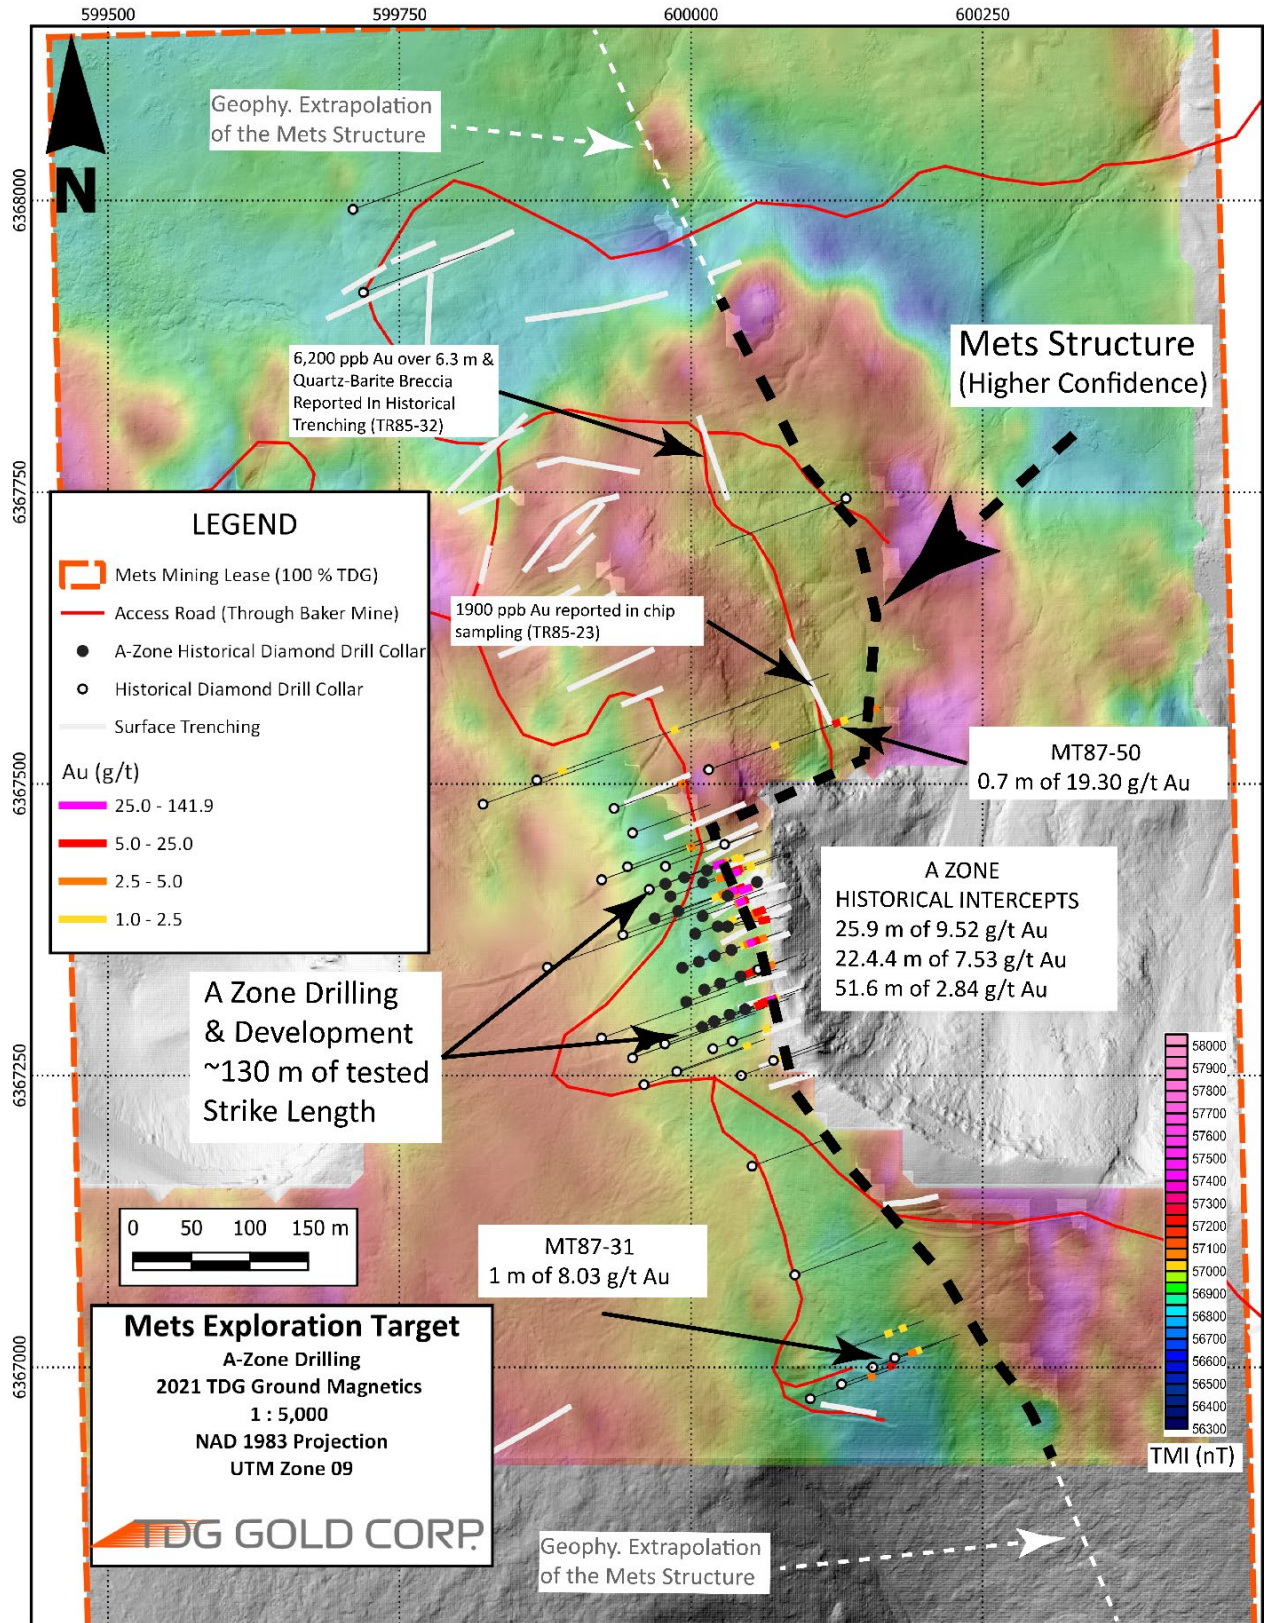 599500
599750
600000
600250
6368000
6367750
6367500
6367250
6367000
N
Geophy. Extrapolation
of the Mets Structure
6,200 ppb Au over 6.3 m &
Quartz-Barite Breccia
Reported In Historical
Trenching (TR85-32)
Mets Structure
(Higher Confidence)
LEGEND
Mets Mining Lease (100 % TDG)
Access Road (Through Baker Mine)
A-Zone Historical Diamond Drill Collar
Historical Diamond Drill Collar
Surface Trenching
Au (g/t)
25.0 - 141.9
5.0 - 25.0
2.5 - 5.0
1.0 - 2.5
1900 ppb Au reported in chip
sampling (TR85-23)
MT87-50
0.7 m of 19.30 g/t Au
A ZONE
HISTORICAL INTERCEPTS
25.9 m of 9.52 g/t Au
22.4.4 m of 7.53 g/t Au
51.6 m of 2.84 g/t Au
A Zone Drilling
& Development
~130 m of tested
Strike Length
58000
57900
57800
57700
57600
57500
57400
57300
57200
57100
57000
56900
56800
56700
56600
56500
56400
56300
TMI (nT)
0 50 100 150 m
MT87-31
1 m of 8.03 g/t Au
Mets Exploration Target
A-Zone Drilling
2021 TDG Ground Magnetics
1 : 5,000
NAD 1983 Projection
UTM Zone 09
TDG GOLD CORP.
Geophy. Extrapolation
of the Mets Structure